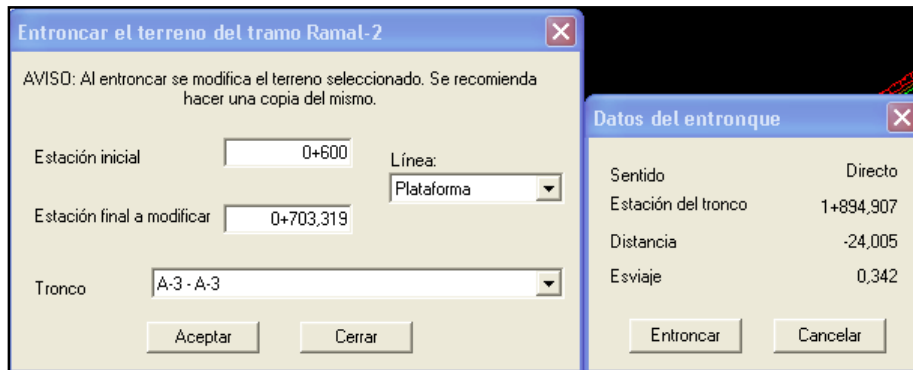 Entroncar el terreno del tramo Ramal-2
AVISO: Al entroncar se modifica el terreno seleccionado. Se recomienda
hacer una copia del mismo.
Estación inicial 0+600
Línea:
Plataforma
Estación final a modificar 0+703,319
Tronco A-3 - A-3
Aceptar Cerrar
Datos del entronque
Sentido Directo
Estación del tronco 1+894,907
Distancia -24,005
Esviaje 0,342
Entroncar Cancelar